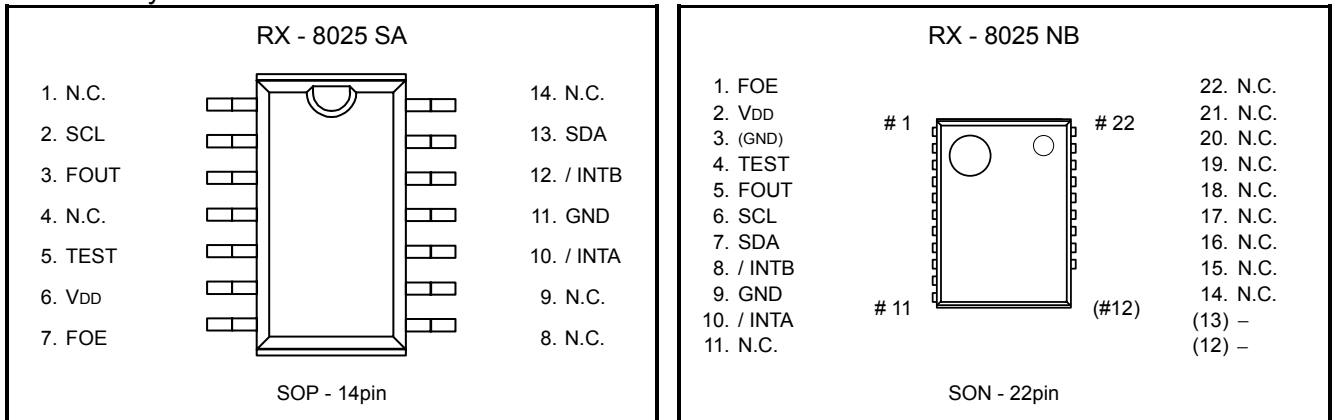 RX - 8025 SA
1. N.C.
2. SCL
3. FOUT
4. N.C.
5. TEST
6. VDD
7. FOE
14. N.C.
13. SDA
12. / INTB
11. GND
10. / INTA
9. N.C.
8. N.C.
SOP - 14pin
RX - 8025 NB
1. FOE
2. VDD
3. (GND)
4. TEST
5. FOUT
6. SCL
7. SDA
8. / INTB
9. GND
10. / INTA
11. N.C.
# 1
# 22
# 11
(#12)
22. N.C.
21. N.C.
20. N.C.
19. N.C.
18. N.C.
17. N.C.
16. N.C.
15. N.C.
14. N.C.
(13) –
(12) –
SON - 22pin